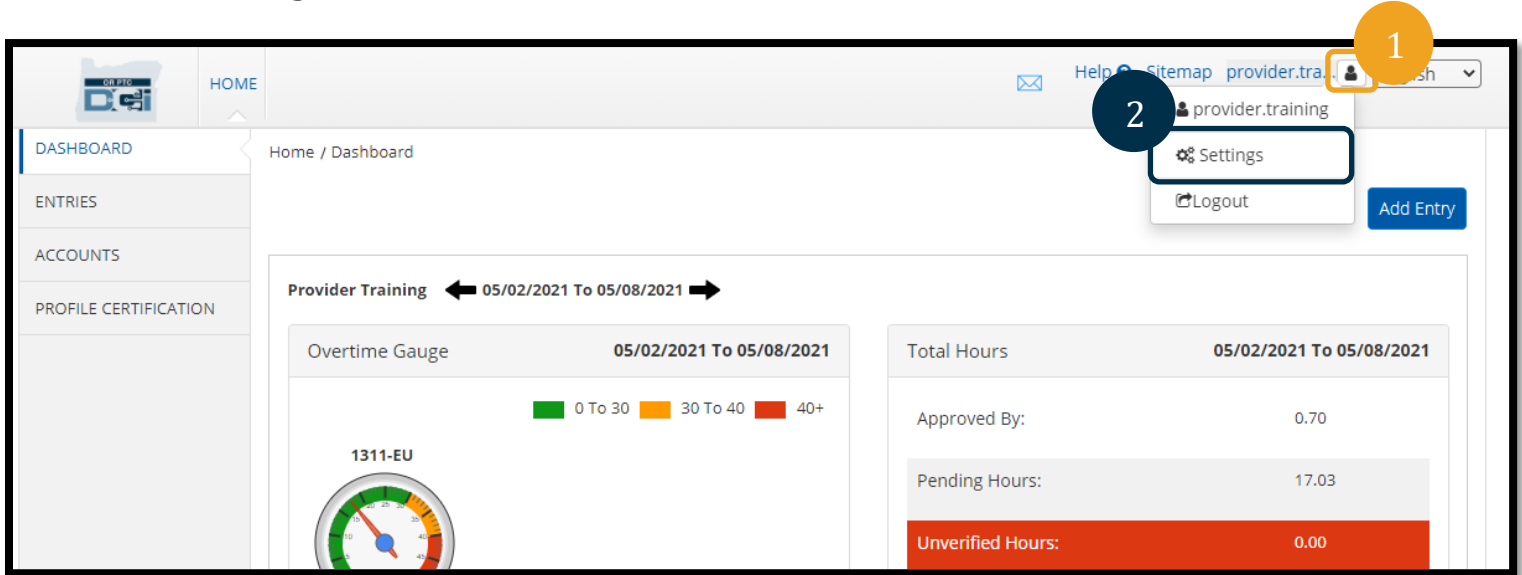 1
OR PTC
DCi
HOME
Help Sitemap provider.tra...
2
provider.training
Settings
Logout
DASHBOARD
Home / Dashboard
ENTRIES
Add Entry
ACCOUNTS
PROFILE CERTIFICATION
Provider Training 05/02/2021 To 05/08/2021
Overtime Gauge 05/02/2021 To 05/08/2021
0 To 30 30 To 40 40+
1311-EU
Total Hours 05/02/2021 To 05/08/2021
Approved By: 0.70
Pending Hours: 17.03
Unverified Hours: 0.00